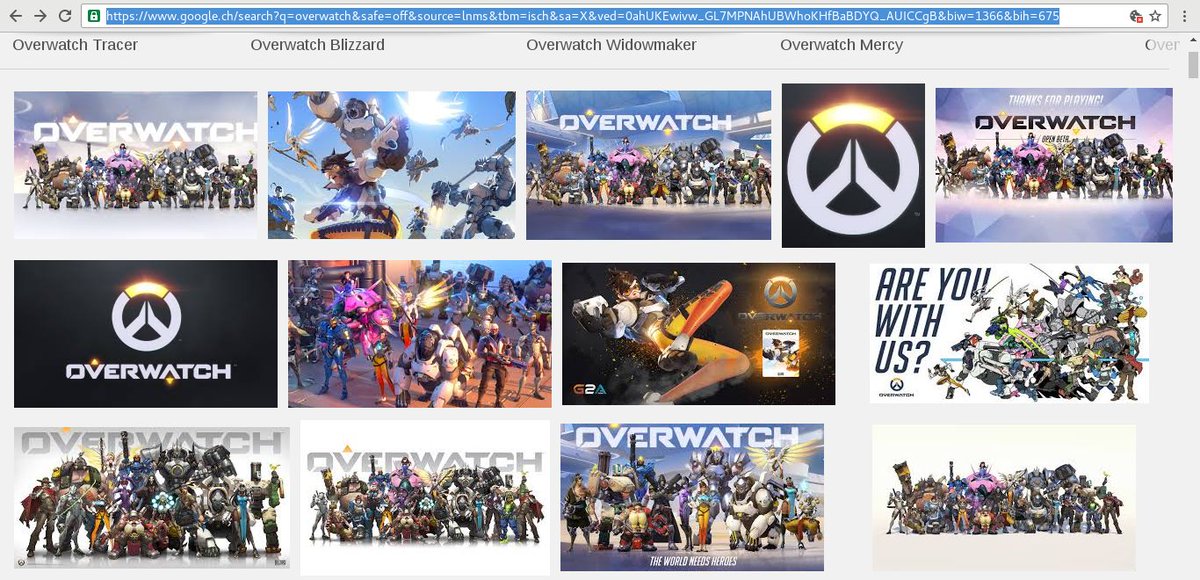 https://www.google.ch/search?q=overwatch&safe=off&source=lnms&tbm=isch&sa=X&ved=0ahUKEwivw_GL7MPNAhUBWhoKHfBaBDYQ_AUICCgB&biw=1366&bih=675
Overwatch Tracer Overwatch Blizzard Overwatch Widowmaker Overwatch Mercy Over
OVERWATCH
OVERWATCH
THANKS FOR PLAYING!
OVERWATCH
OPEN BETA
OVERWATCH
OVERWATCH
OVERWATCH
G2A
ARE YOU
WITH
US?
OVERWATCH
OVERWATCH
OVERWATCH
OVERWATCH
THE WORLD NEEDS HEROES